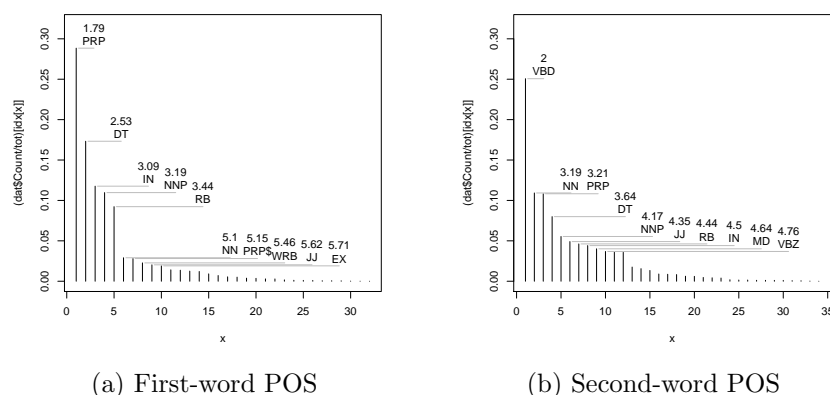 (dat$Count/tot)[idx[x]]
0.30
0.25
0.20
0.15
0.10
0.05
0.00
1.79
PRP
2.53
DT
3.09
IN
3.19
NNP
3.44
RB
5.1
NN
5.15
PRP$
5.46
WRB
5.62
JJ
5.71
EX
0 5 10 15 20 25 30
x
(a) First-word POS
(dat$Count/tot)[idx[x]]
0.30
0.25
0.20
0.15
0.10
0.05
0.00
2
VBD
3.19
NN
3.21
PRP
3.64
DT
4.17
NNP
4.35
JJ
4.44
RB
4.5
IN
4.64
MD
4.76
VBZ
0 5 10 15 20 25 30 35
x
(b) Second-word POS